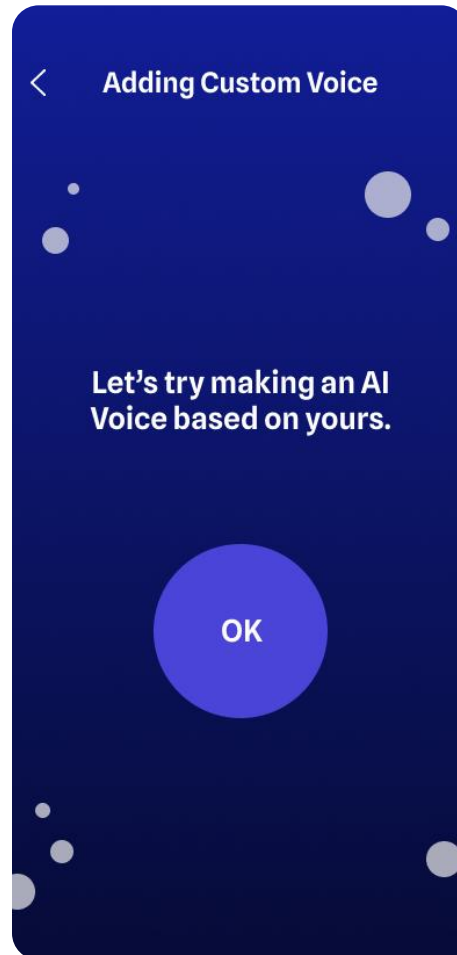 Adding Custom Voice
Let’s try making an AI
Voice based on yours.
OK